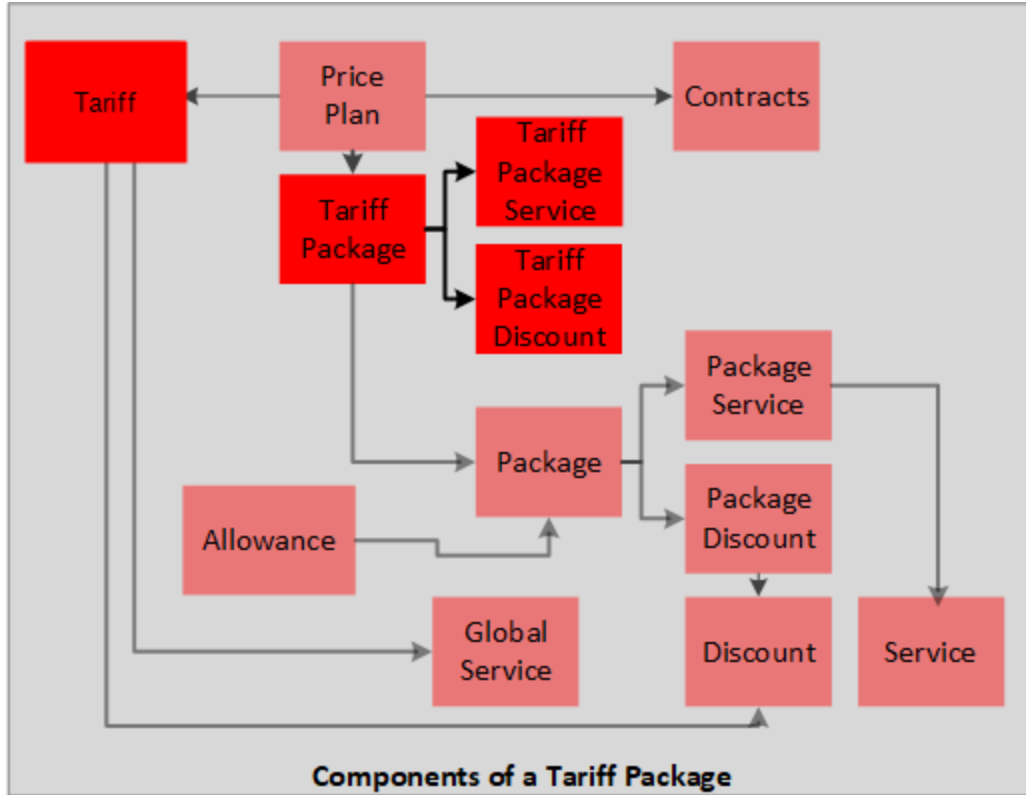 Tariff
Price
Plan
Contracts
Tariff
Package
Service
Tariff
Package
Tariff
Package
Discount
Package
Service
Package
Package
Discount
Allowance
Global
Service
Discount
Service
Components of a Tariff Package